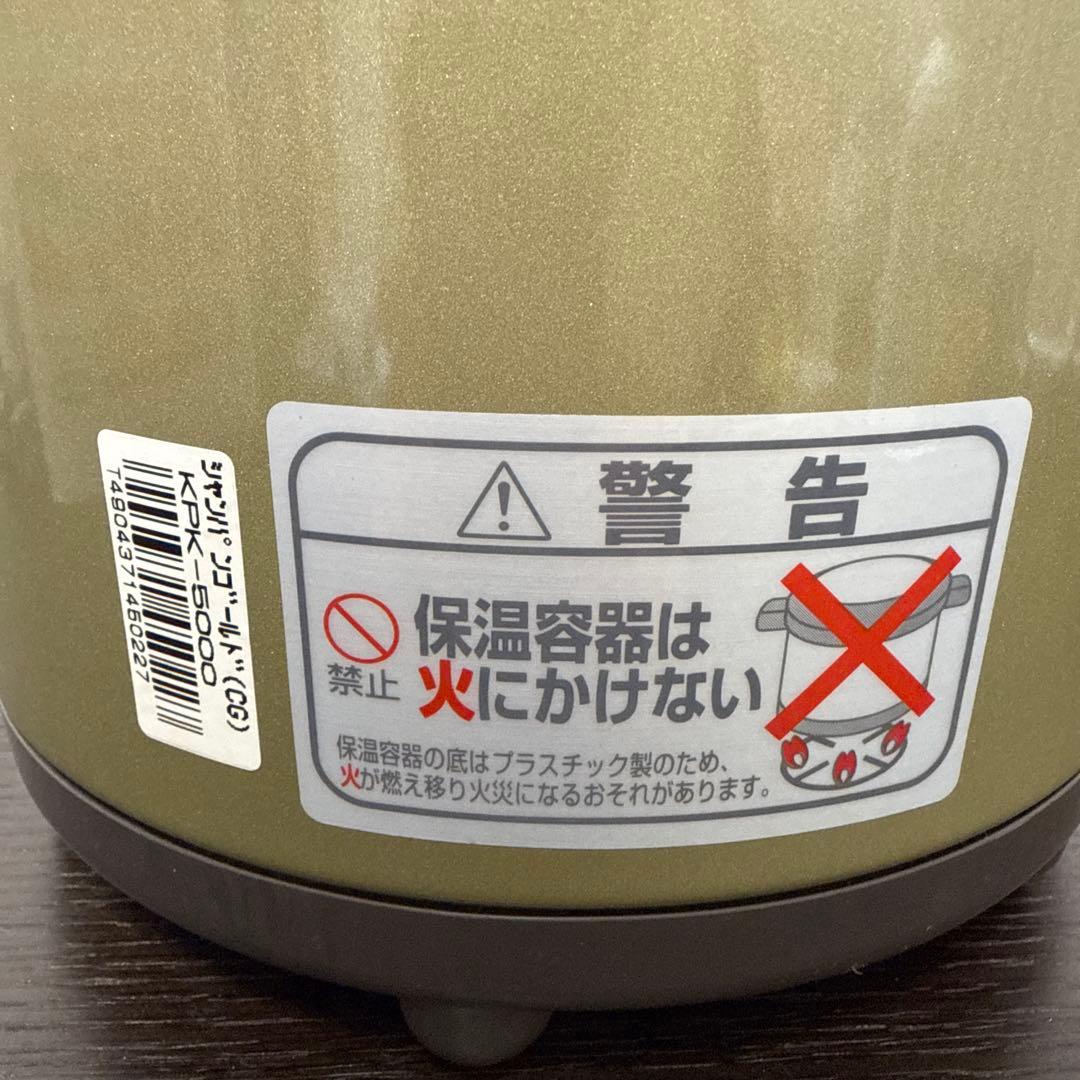 シャンパンゴールド(CG)
KPK-5000
T4904371450227
警告
禁止
保温容器は
火にかけない
保温容器の底はプラスチック製のため、
火が燃え移り火災になるおそれがあります。